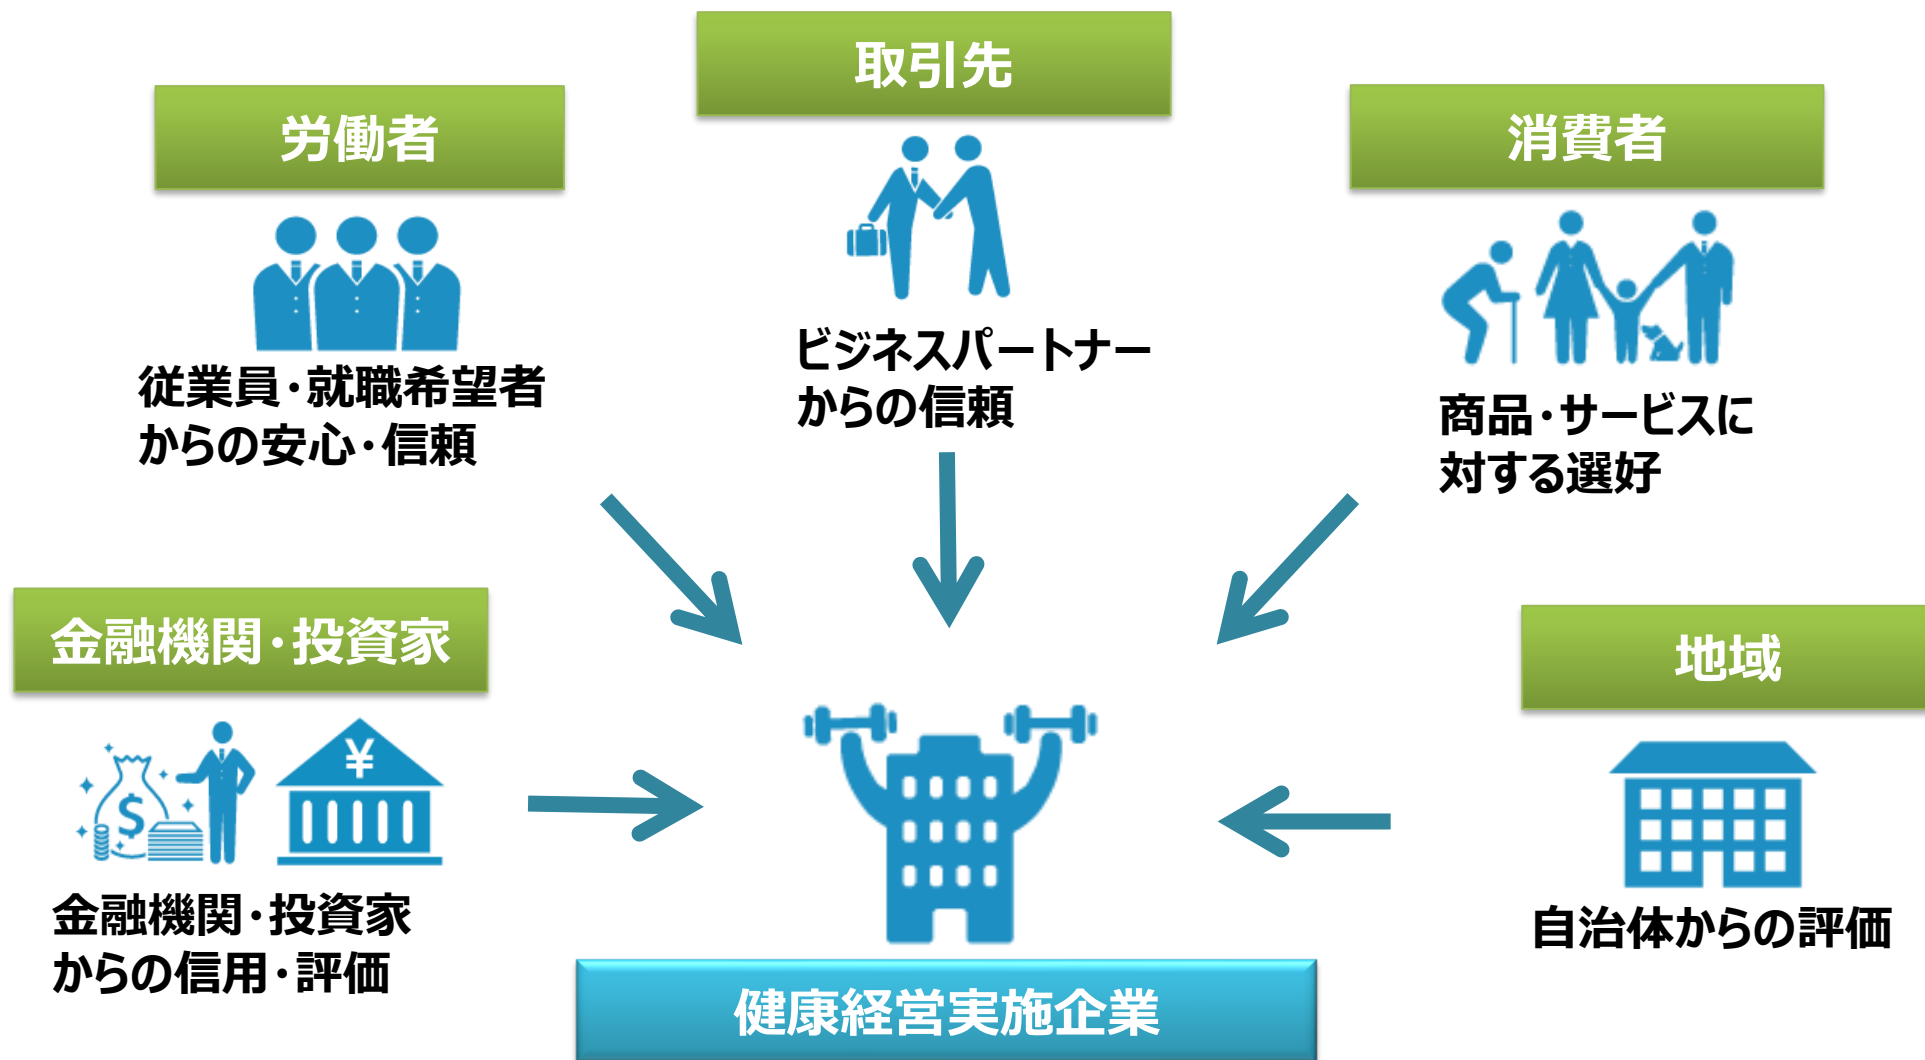 取引先
労働者
消費者
ビジネスパートナー
からの信頼
従業員・就職希望者
からの安心・信頼
商品・サービスに
対する選好
金融機関・投資家
地域
¥
$
金融機関・投資家
からの信用・評価
自治体からの評価
健康経営実施企業